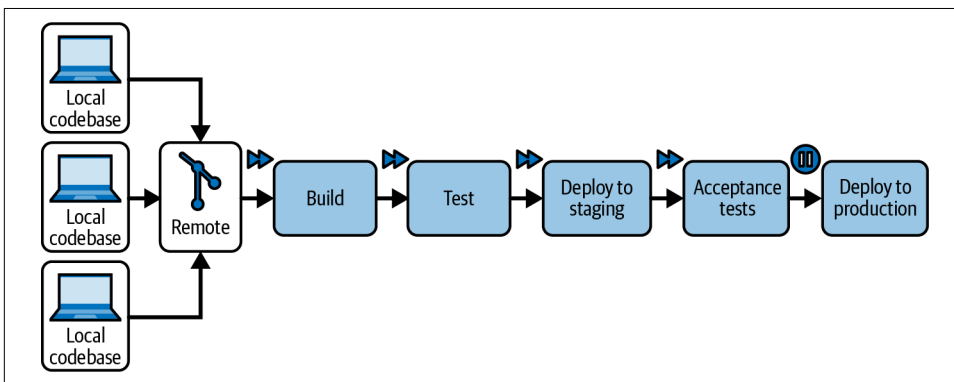 Local
codebase
Local
codebase
Local
codebase
Remote
Build
Test
Deploy to
staging
Acceptance
tests
Deploy to
production